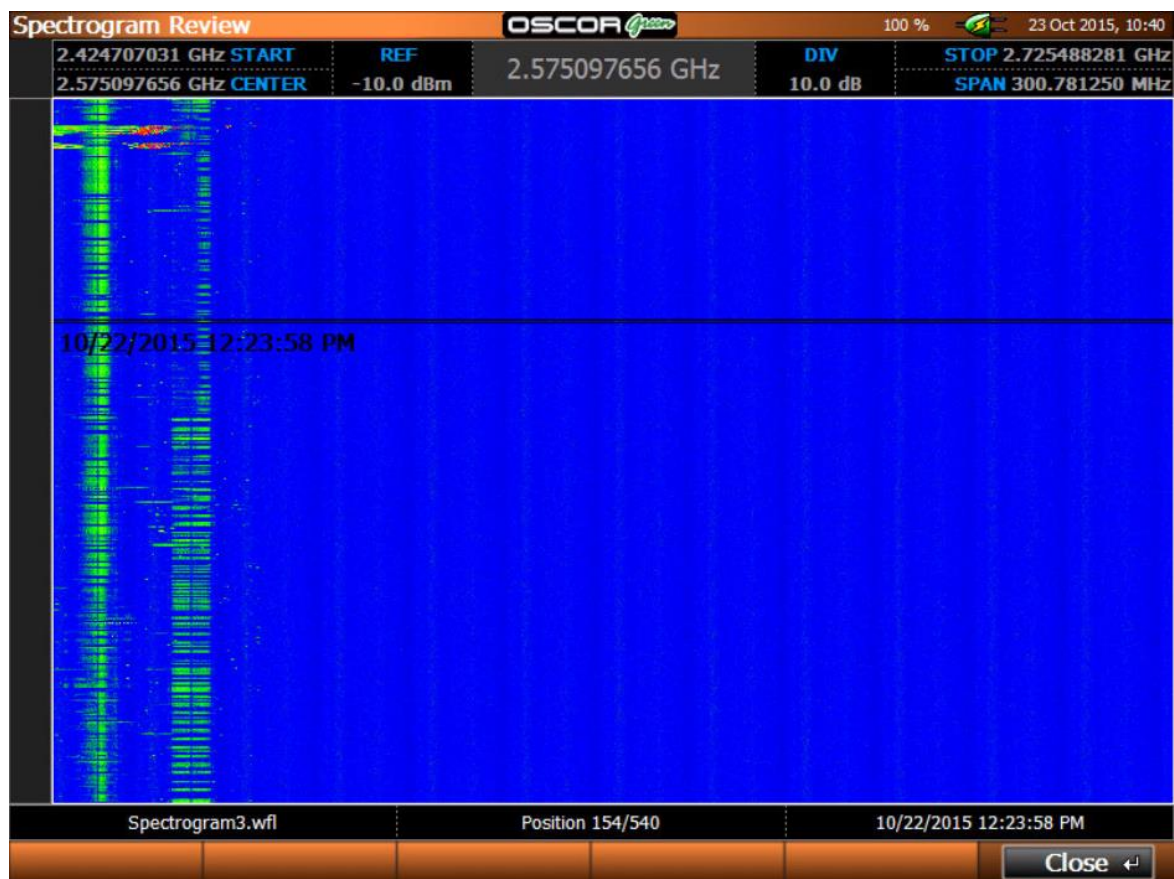 Spectrogram Review OSCOR Green 100 % 23 Oct 2015, 10:40
2.424707031 GHz START REF 2.575097656 GHz DIV STOP 2.725488281 GHz
2.575097656 GHz CENTER -10.0 dBm 10.0 dB SPAN 300.781250 MHz
10/22/2015 12:23:58 PM
Spectrogram3.wfl Position 154/540 10/22/2015 12:23:58 PM
Close ↵